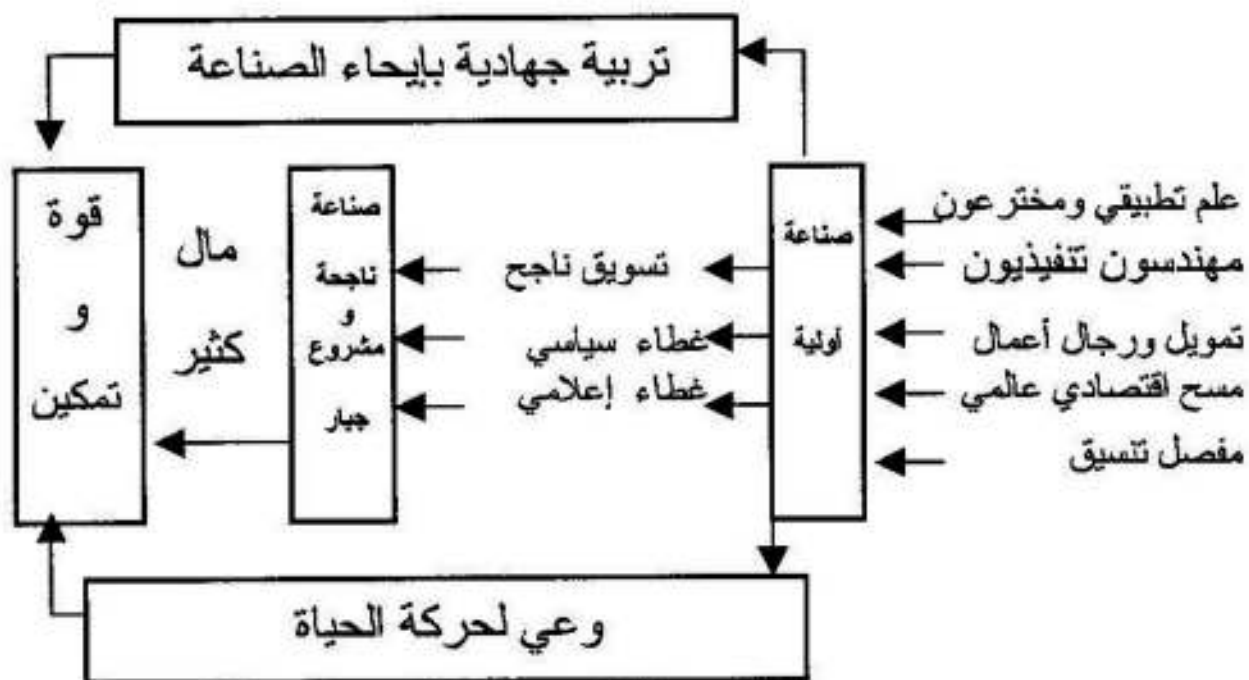 تربية جهادية بإيحاء الصناعة
علم تطبيقي ومخترعون
مهندسون تنفيذيون
تمويل ورجال أعمال
مسح اقتصادي عالمي
مفصل تنسيق
صناعة
أولية
تسويق ناجح
غطاء سياسي
غطاء إعلامي
صناعة
ناجحة
و
مشروع
جبار
مال
كثير
قوة
و
تمكين
وعي لحركة الحياة